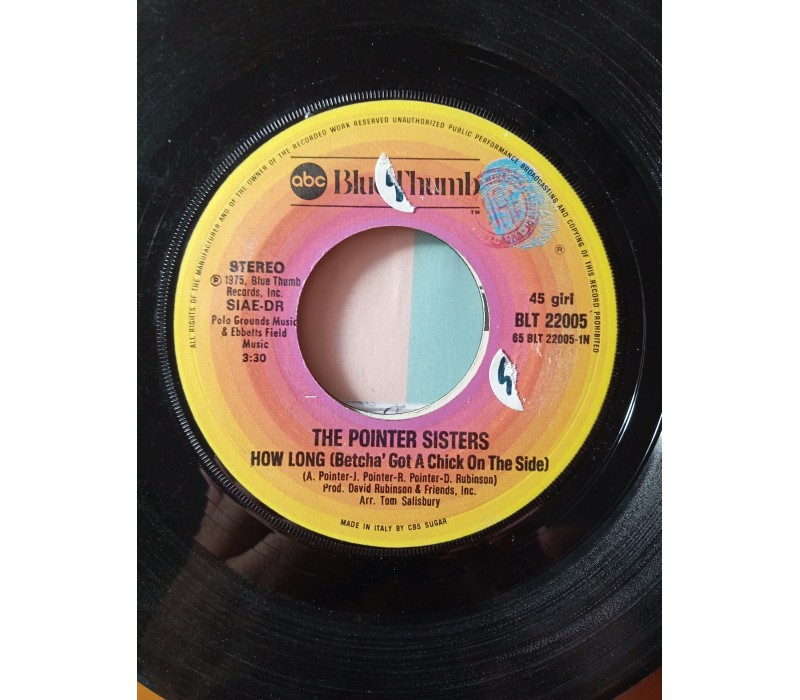 ALL RIGHTS OF THE MANUFACTURER AND OF THE OWNER OF THE RECORDED WORK RESERVED UNAUTHORIZED PUBLIC PERFORMANCE BROADCASTING AND COPYING OF THIS RECORD PROHIBITED
abc Blue Thumb
TM
®
STEREO
℗ 1975, Blue Thumb
Records, Inc.
SIAE-DR
Polo Grounds Music
& Ebbetts Field
Music
3:30
45 giri
BLT 22005
65 BLT 22005-1N
4
5
THE POINTER SISTERS
HOW LONG (Betcha' Got A Chick On The Side)
(A. Pointer-J. Pointer-R. Pointer-D. Rubinson)
Prod. David Rubinson & Friends, Inc.
Arr. Tom Salisbury
MADE IN ITALY BY CBS SUGAR